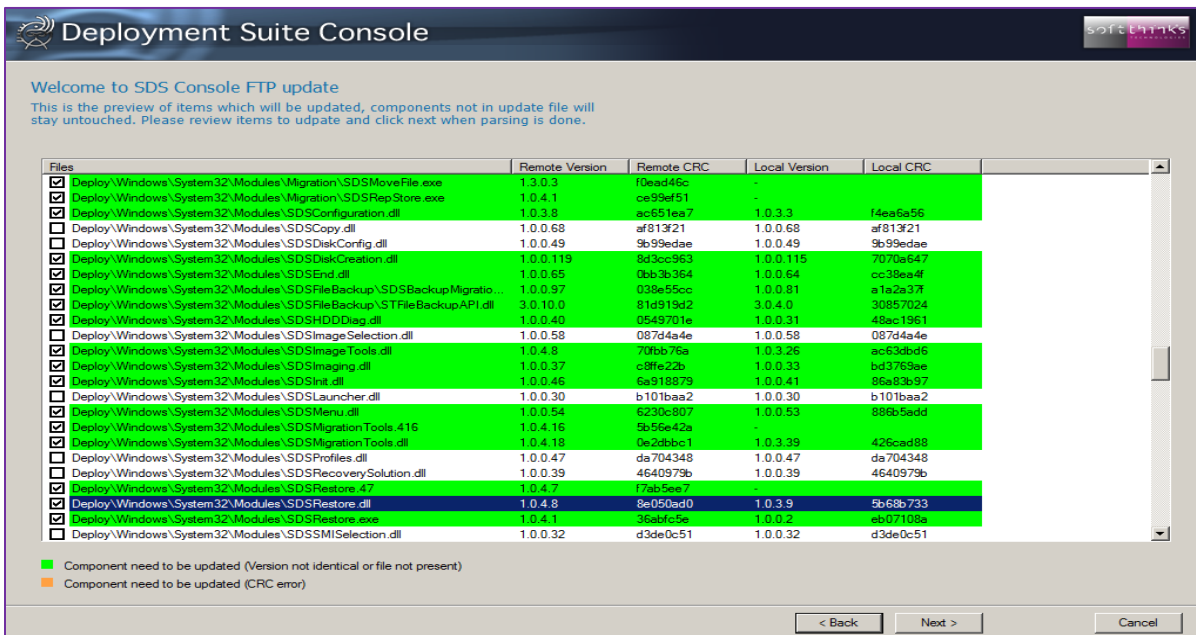 Deployment Suite Console
softthinks
TECHNOLOGIES
Welcome to SDS Console FTP update
This is the preview of items which will be updated, components not in update file will
stay untouched. Please review items to udpate and click next when parsing is done.
Files Remote Version Remote CRC Local Version Local CRC
Deploy\Windows\System32\Modules\Migration\SDSMoveFile.exe 1.3.0.3 f0ead46c -
Deploy\Windows\System32\Modules\Migration\SDSRepStore.exe 1.0.4.1 ce99ef51 -
Deploy\Windows\System32\Modules\SDSConfiguration.dll 1.0.3.8 ac651ea7 1.0.3.3 f4ea6a56
Deploy\Windows\System32\Modules\SDSCopy.dll 1.0.0.68 af813f21 1.0.0.68 af813f21
Deploy\Windows\System32\Modules\SDSDiskConfig.dll 1.0.0.49 9b99edae 1.0.0.49 9b99edae
Deploy\Windows\System32\Modules\SDSDiskCreation.dll 1.0.0.119 8d3cc963 1.0.0.115 7070a647
Deploy\Windows\System32\Modules\SDSEnd.dll 1.0.0.65 0bb3b364 1.0.0.64 cc38ea4f
Deploy\Windows\System32\Modules\SDSFileBackup\SDSBackupMigratio... 1.0.0.97 038e55cc 1.0.0.81 a1a2a37f
Deploy\Windows\System32\Modules\SDSFileBackup\STFileBackupAPI.dll 3.0.10.0 81d919d2 3.0.4.0 30857024
Deploy\Windows\System32\Modules\SDSHDDDiag.dll 1.0.0.40 0549701e 1.0.0.31 48ac1961
Deploy\Windows\System32\Modules\SDSImageSelection.dll 1.0.0.58 087d4a4e 1.0.0.58 087d4a4e
Deploy\Windows\System32\Modules\SDSImageTools.dll 1.0.4.8 70fbb76a 1.0.3.26 ac63dbd6
Deploy\Windows\System32\Modules\SDSImaging.dll 1.0.0.37 c8ffe22b 1.0.0.33 bd3769ae
Deploy\Windows\System32\Modules\SDSInit.dll 1.0.0.46 6a918879 1.0.0.41 86a83b97
Deploy\Windows\System32\Modules\SDSLauncher.dll 1.0.0.30 b101baa2 1.0.0.30 b101baa2
Deploy\Windows\System32\Modules\SDSMenu.dll 1.0.0.54 6230c807 1.0.0.53 886b5add
Deploy\Windows\System32\Modules\SDSMigrationTools.416 1.0.4.16 5b56e42a -
Deploy\Windows\System32\Modules\SDSMigrationTools.dll 1.0.4.18 0e2dbbc1 1.0.3.39 426cad88
Deploy\Windows\System32\Modules\SDSProfiles.dll 1.0.0.47 da704348 1.0.0.47 da704348
Deploy\Windows\System32\Modules\SDSRecoverySolution.dll 1.0.0.39 4640979b 1.0.0.39 4640979b
Deploy\Windows\System32\Modules\SDSRestore.47 1.0.4.7 f7ab5ee7 -
Deploy\Windows\System32\Modules\SDSRestore.dll 1.0.4.8 8e050ad0 1.0.3.9 5b68b733
Deploy\Windows\System32\Modules\SDSRestore.exe 1.0.4.1 36abfc5e 1.0.0.2 eb07108a
Deploy\Windows\System32\Modules\SDSSMISelection.dll 1.0.0.32 d3de0c51 1.0.0.32 d3de0c51
Component need to be updated (Version not identical or file not present)
Component need to be updated (CRC error)
< Back Next > Cancel